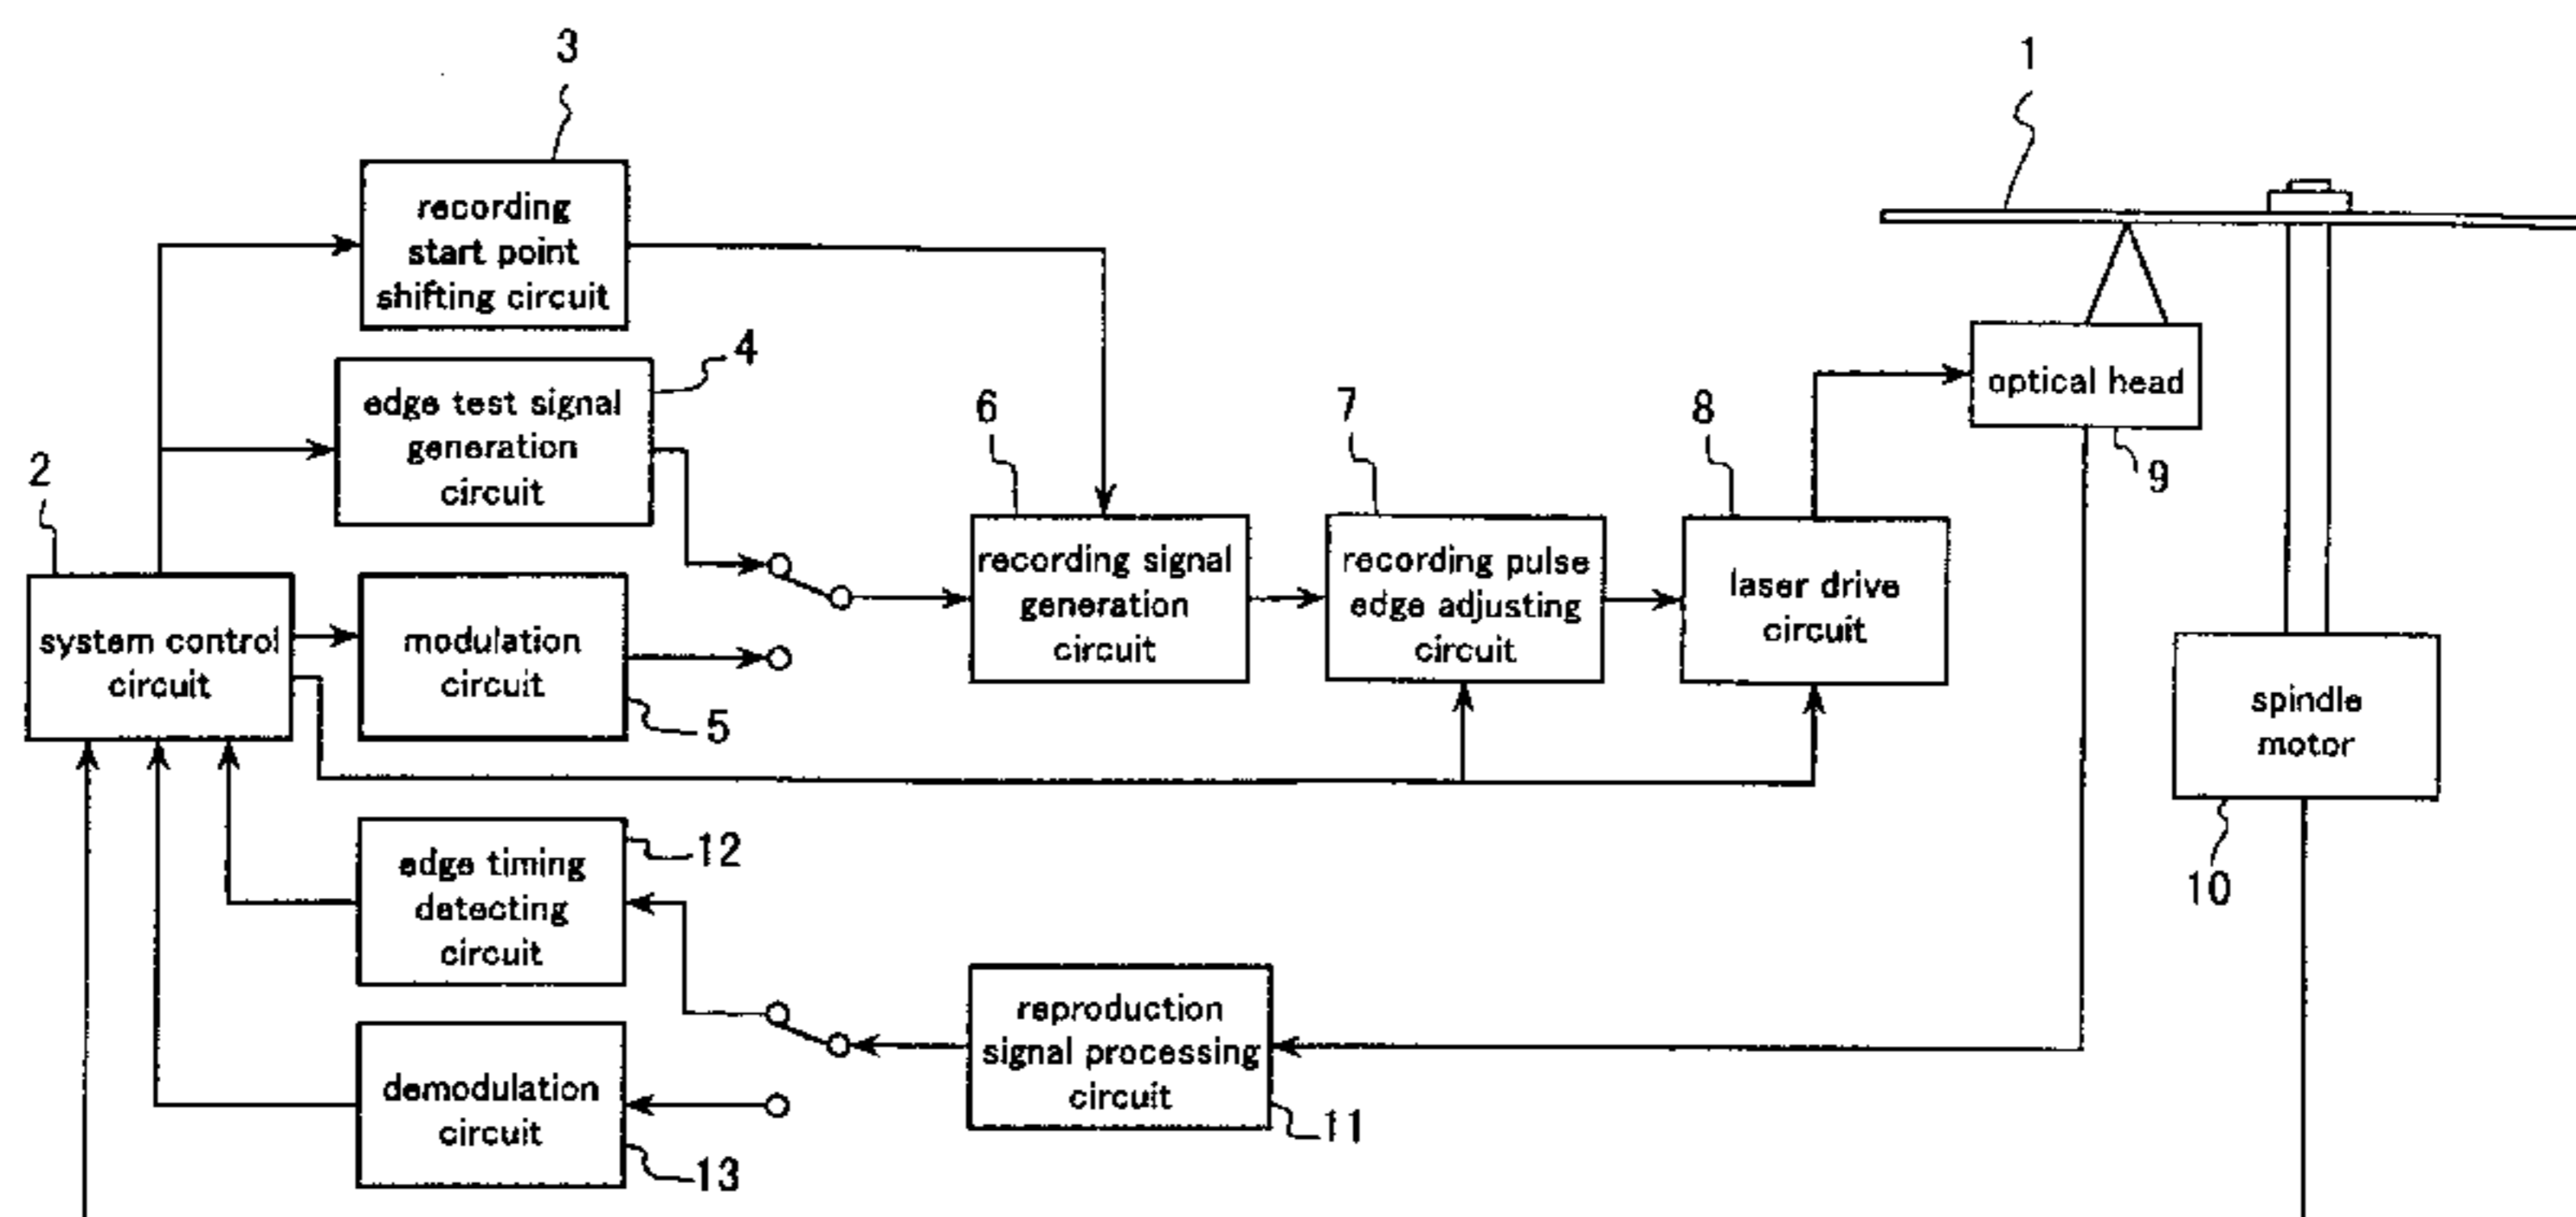 3
1
recording
start point
shifting circuit
4
edge test signal
generation
circuit
optical head
9
2
6
7
8
system control
circuit
modulation
circuit
5
recording signal
generation
circuit
recording pulse
edge adjusting
circuit
laser drive
circuit
spindle
motor
10
edge timing
detecting
circuit
12
reproduction
signal processing
circuit
11
demodulation
circuit
13